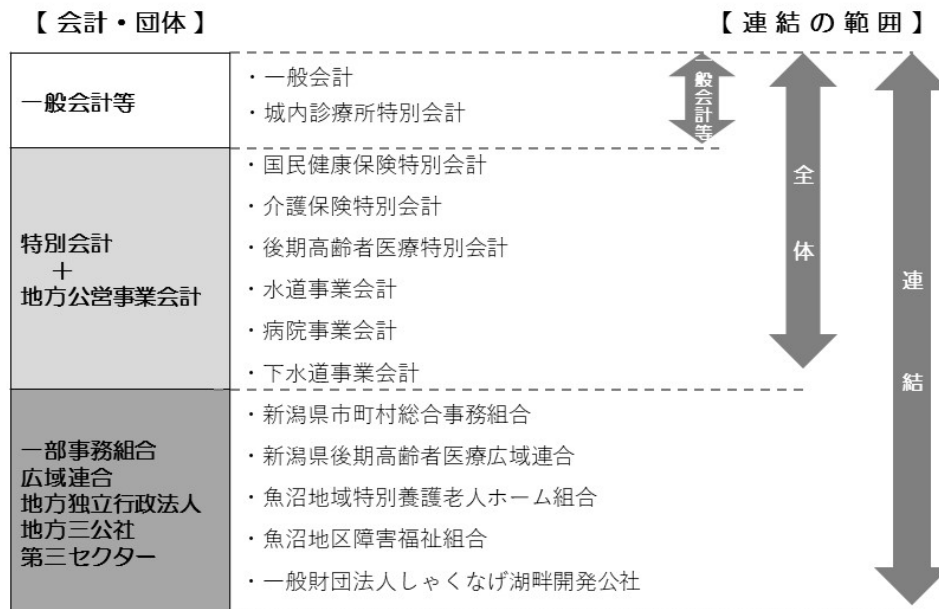 【 会計・団体 】
【 連 結 の 範 囲 】
一般会計等
・一般会計
・城内診療所特別会計
一般会計等
特別会計
＋
地方公営事業会計
・国民健康保険特別会計
・介護保険特別会計
・後期高齢者医療特別会計
・水道事業会計
・病院事業会計
・下水道事業会計
全体
一部事務組合
広域連合
地方独立行政法人
地方三公社
第三セクター
・新潟県市町村総合事務組合
・新潟県後期高齢者医療広域連合
・魚沼地域特別養護老人ホーム組合
・魚沼地区障害福祉組合
・一般財団法人しゃくなげ湖畔開発公社
連結